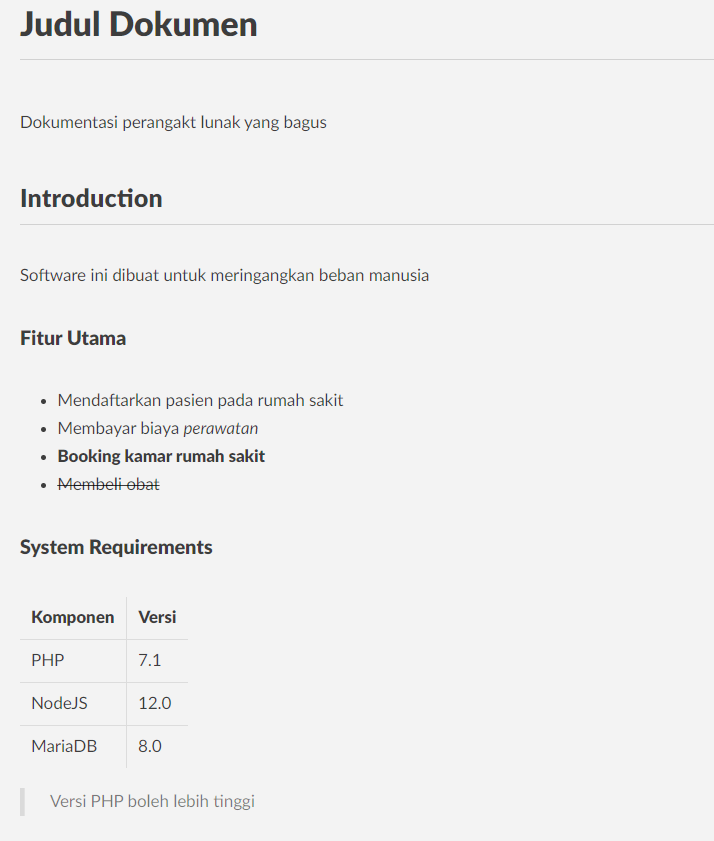 Judul Dokumen
Dokumentasi perangakt lunak yang bagus
Introduction
Software ini dibuat untuk meringangkan beban manusia
Fitur Utama
Mendaftarkan pasien pada rumah sakit
Membayar biaya perawatan
Booking kamar rumah sakit
Membeli obat
System Requirements
Komponen Versi
PHP 7.1
NodeJS 12.0
MariaDB 8.0
Versi PHP boleh lebih tinggi